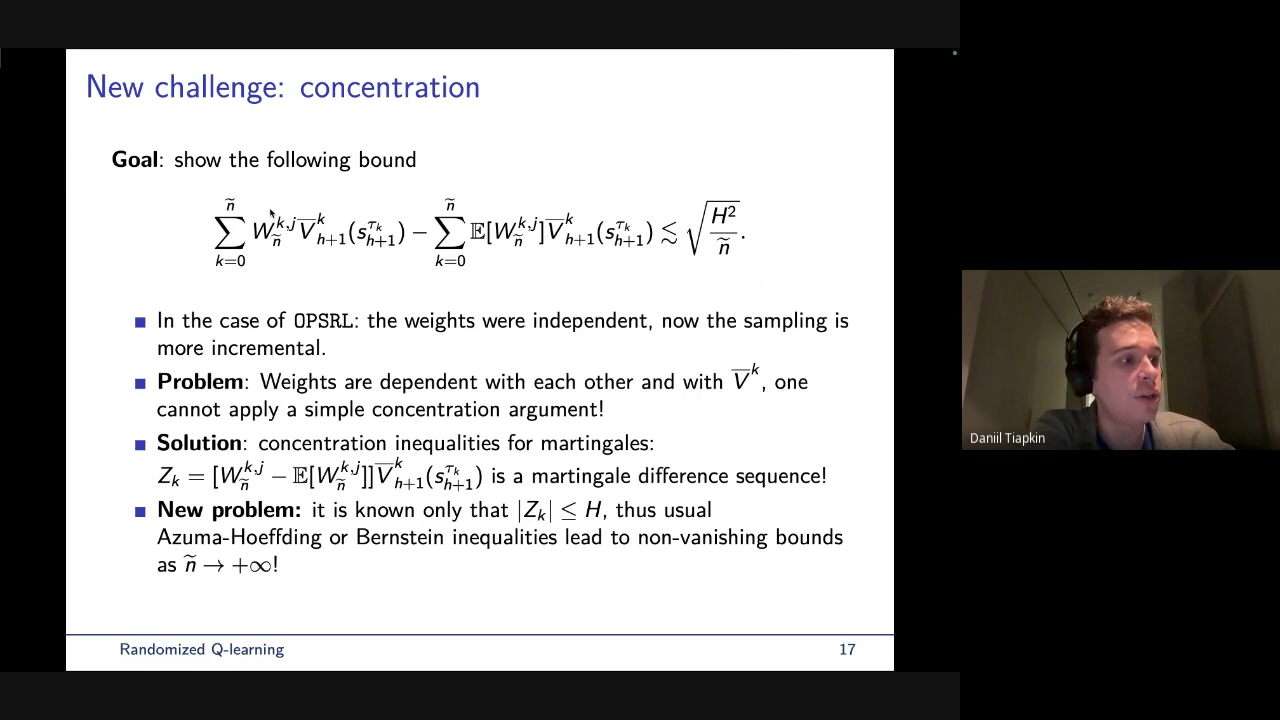 New challenge: concentration
Goal: show the following bound
∑_{k=0}^{ñ} W_ñ^{k,j} V̅_{h+1}^k(s_{h+1}^{τ_k}) − ∑_{k=0}^{ñ} 𝔼[W_ñ^{k,j}]V̅_{h+1}^k(s_{h+1}^{τ_k}) ≲ √(H²/ñ).
■ In the case of OPSRL: the weights were independent, now the sampling is
more incremental.
■ Problem: Weights are dependent with each other and with V̅^k, one
cannot apply a simple concentration argument!
■ Solution: concentration inequalities for martingales:
Z_k = [W_ñ^{k,j} − 𝔼[W_ñ^{k,j}]]V̅_{h+1}^k(s_{h+1}^{τ_k}) is a martingale difference sequence!
■ New problem: it is known only that |Z_k| ≤ H, thus usual
Azuma-Hoeffding or Bernstein inequalities lead to non-vanishing bounds
as ñ → +∞!
Randomized Q-learning 17
Daniil Tiapkin